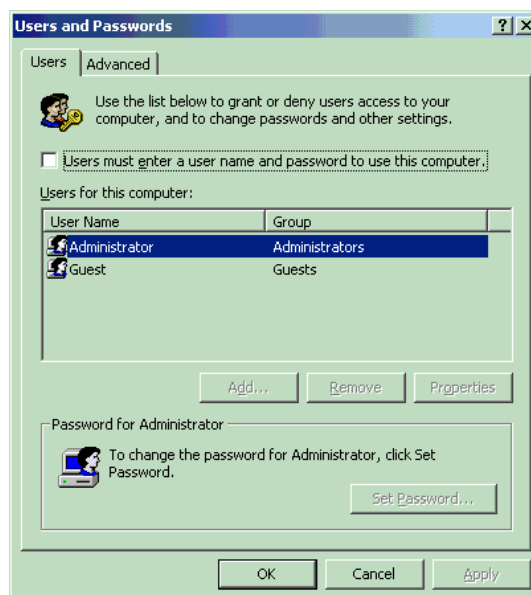 Users and Passwords
Users
Advanced
Use the list below to grant or deny users access to your
computer, and to change passwords and other settings.
Users must enter a user name and password to use this computer.
Users for this computer:
User Name Group
Administrator Administrators
Guest Guests
Add... Remove Properties
Password for Administrator
To change the password for Administrator, click Set
Password.
Set Password...
OK Cancel Apply